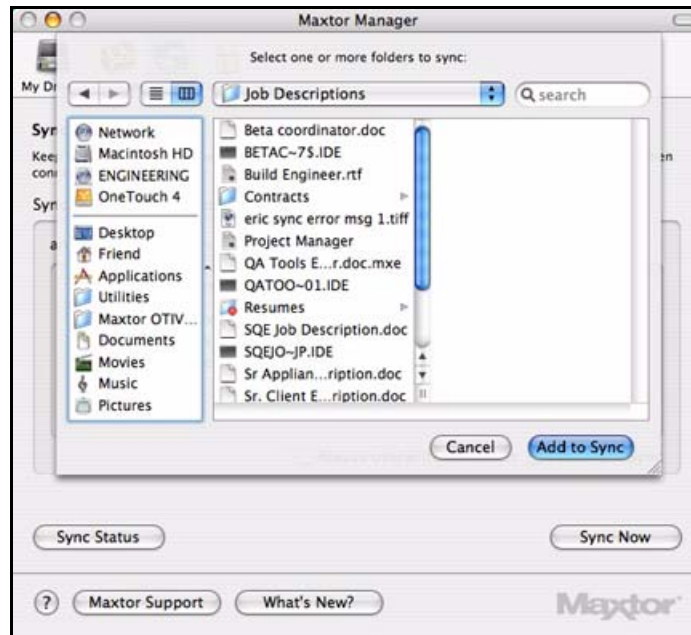 Maxtor Manager
Select one or more folders to sync:
My Dr
Job Descriptions
search
Syn
Kee
en
con
Syn
a
Network
Macintosh HD
ENGINEERING
OneTouch 4
Desktop
Friend
Applications
Utilities
Maxtor OTIV...
Documents
Movies
Music
Pictures
Beta coordinator.doc
BETAC~7$.IDE
Build Engineer.rtf
Contracts
eric sync error msg 1.tiff
Project Manager
QA Tools E...r.doc.mxe
QATOO~01.IDE
Resumes
SQE Job Description.doc
SQEJO~JP.IDE
Sr Applian...ription.doc
Sr. Client E...ription.doc
Cancel
Add to Sync
Sync Status
Sync Now
?
Maxtor Support
What's New?
Maxtor